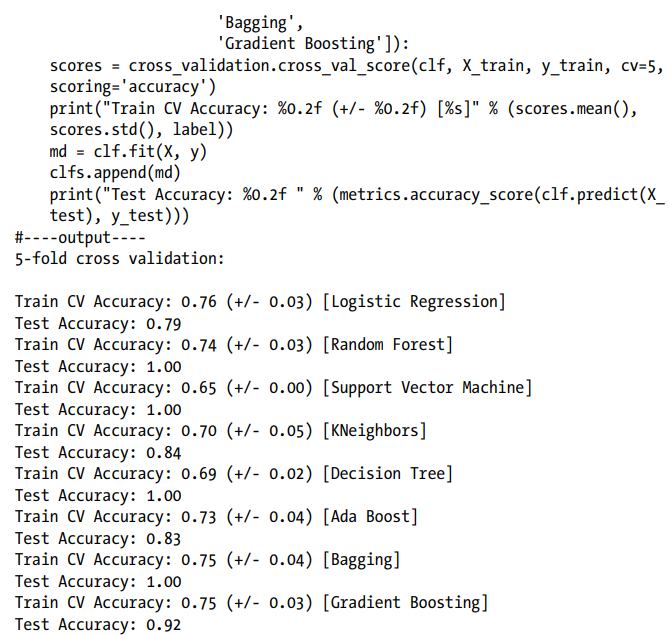 'Bagging',
'Gradient Boosting']):
scores = cross_validation.cross_val_score(clf, X_train, y_train, cv=5,
scoring='accuracy')
print("Train CV Accuracy: %0.2f (+/- %0.2f) [%s]" % (scores.mean(),
scores.std(), label))
md = clf.fit(X, y)
clfs.append(md)
print("Test Accuracy: %0.2f " % (metrics.accuracy_score(clf.predict(X_
test), y_test)))
#----output----
5-fold cross validation:

Train CV Accuracy: 0.76 (+/- 0.03) [Logistic Regression]
Test Accuracy: 0.79
Train CV Accuracy: 0.74 (+/- 0.03) [Random Forest]
Test Accuracy: 1.00
Train CV Accuracy: 0.65 (+/- 0.00) [Support Vector Machine]
Test Accuracy: 1.00
Train CV Accuracy: 0.70 (+/- 0.05) [KNeighbors]
Test Accuracy: 0.84
Train CV Accuracy: 0.69 (+/- 0.02) [Decision Tree]
Test Accuracy: 1.00
Train CV Accuracy: 0.73 (+/- 0.04) [Ada Boost]
Test Accuracy: 0.83
Train CV Accuracy: 0.75 (+/- 0.04) [Bagging]
Test Accuracy: 1.00
Train CV Accuracy: 0.75 (+/- 0.03) [Gradient Boosting]
Test Accuracy: 0.92